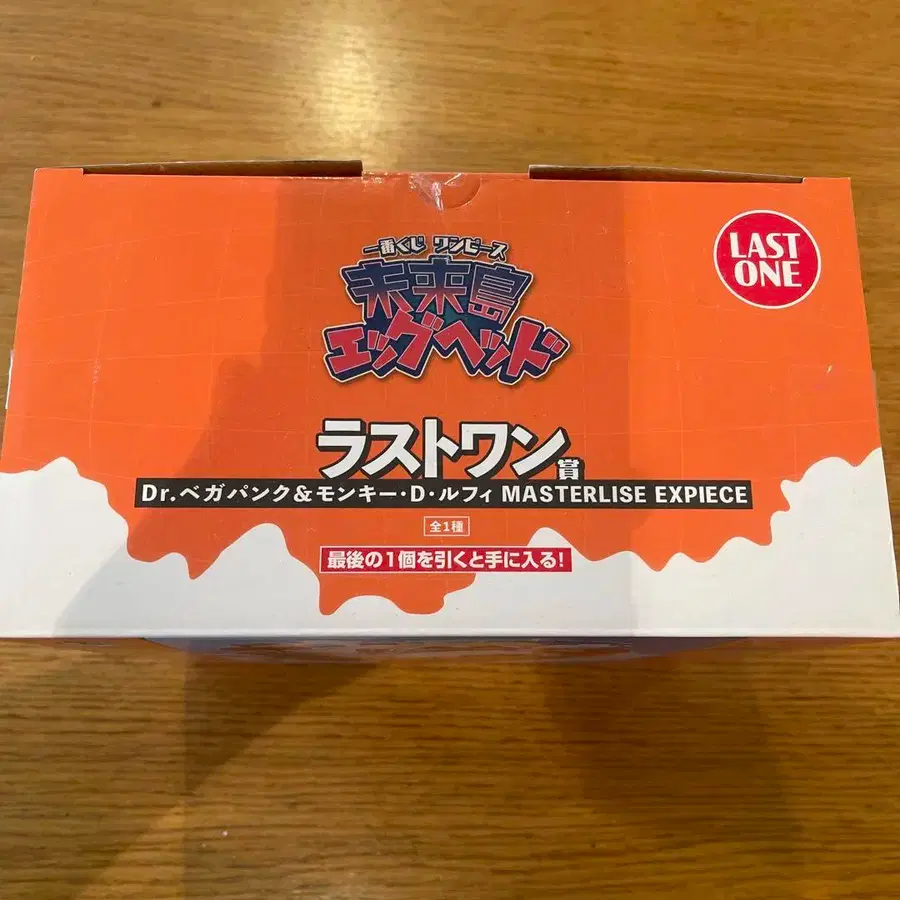 一番くじ ワンピース
未来島
エッグヘッド
LAST
ONE
ラストワン賞
Dr.ベガパンク&モンキー・D・ルフィ MASTERLISE EXPIECE
全1種
最後の1個を引くと手に入る!